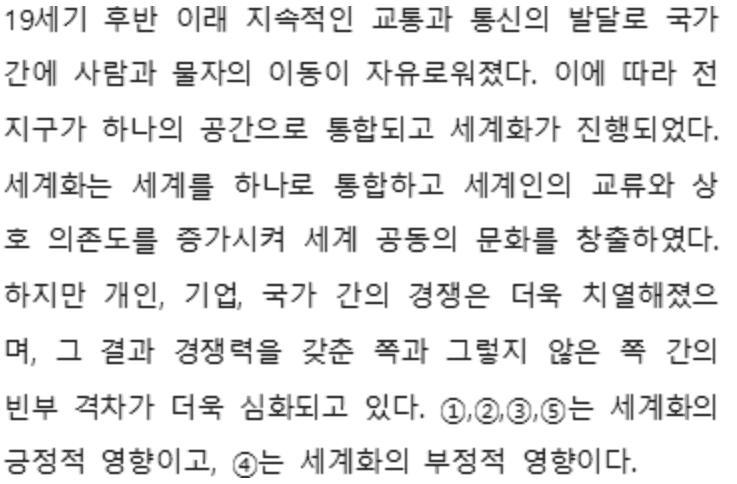 19세기 후반 이래 지속적인 교통과 통신의 발달로 국가
간에 사람과 물자의 이동이 자유로워졌다. 이에 따라 전
지구가 하나의 공간으로 통합되고 세계화가 진행되었다.
세계화는 세계를 하나로 통합하고 세계인의 교류와 상
호 의존도를 증가시켜 세계 공동의 문화를 창출하였다.
하지만 개인, 기업, 국가 간의 경쟁은 더욱 치열해졌으
며, 그 결과 경쟁력을 갖춘 쪽과 그렇지 않은 쪽 간의
빈부 격차가 더욱 심화되고 있다. ①,②,③,⑤는 세계화의
긍정적 영향이고, ④는 세계화의 부정적 영향이다.